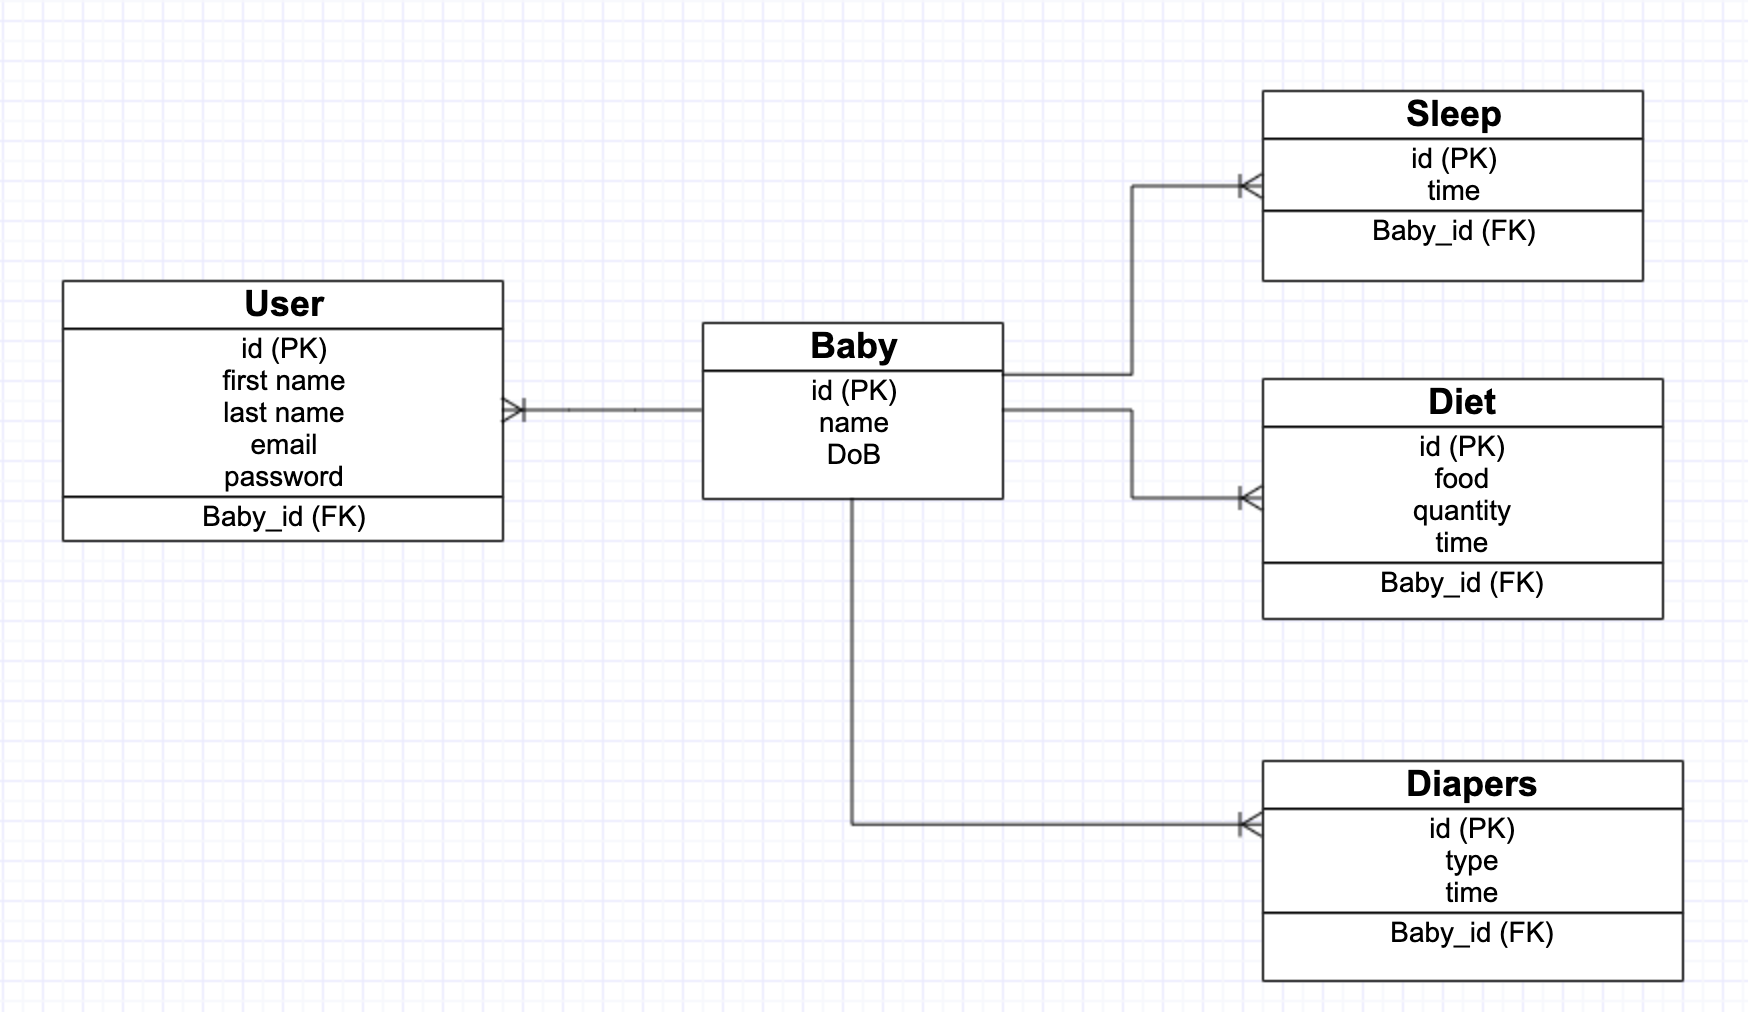 User
id (PK)
first name
last name
email
password
Baby_id (FK)
Baby
id (PK)
name
DoB
Sleep
id (PK)
time
Baby_id (FK)
Diet
id (PK)
food
quantity
time
Baby_id (FK)
Diapers
id (PK)
type
time
Baby_id (FK)